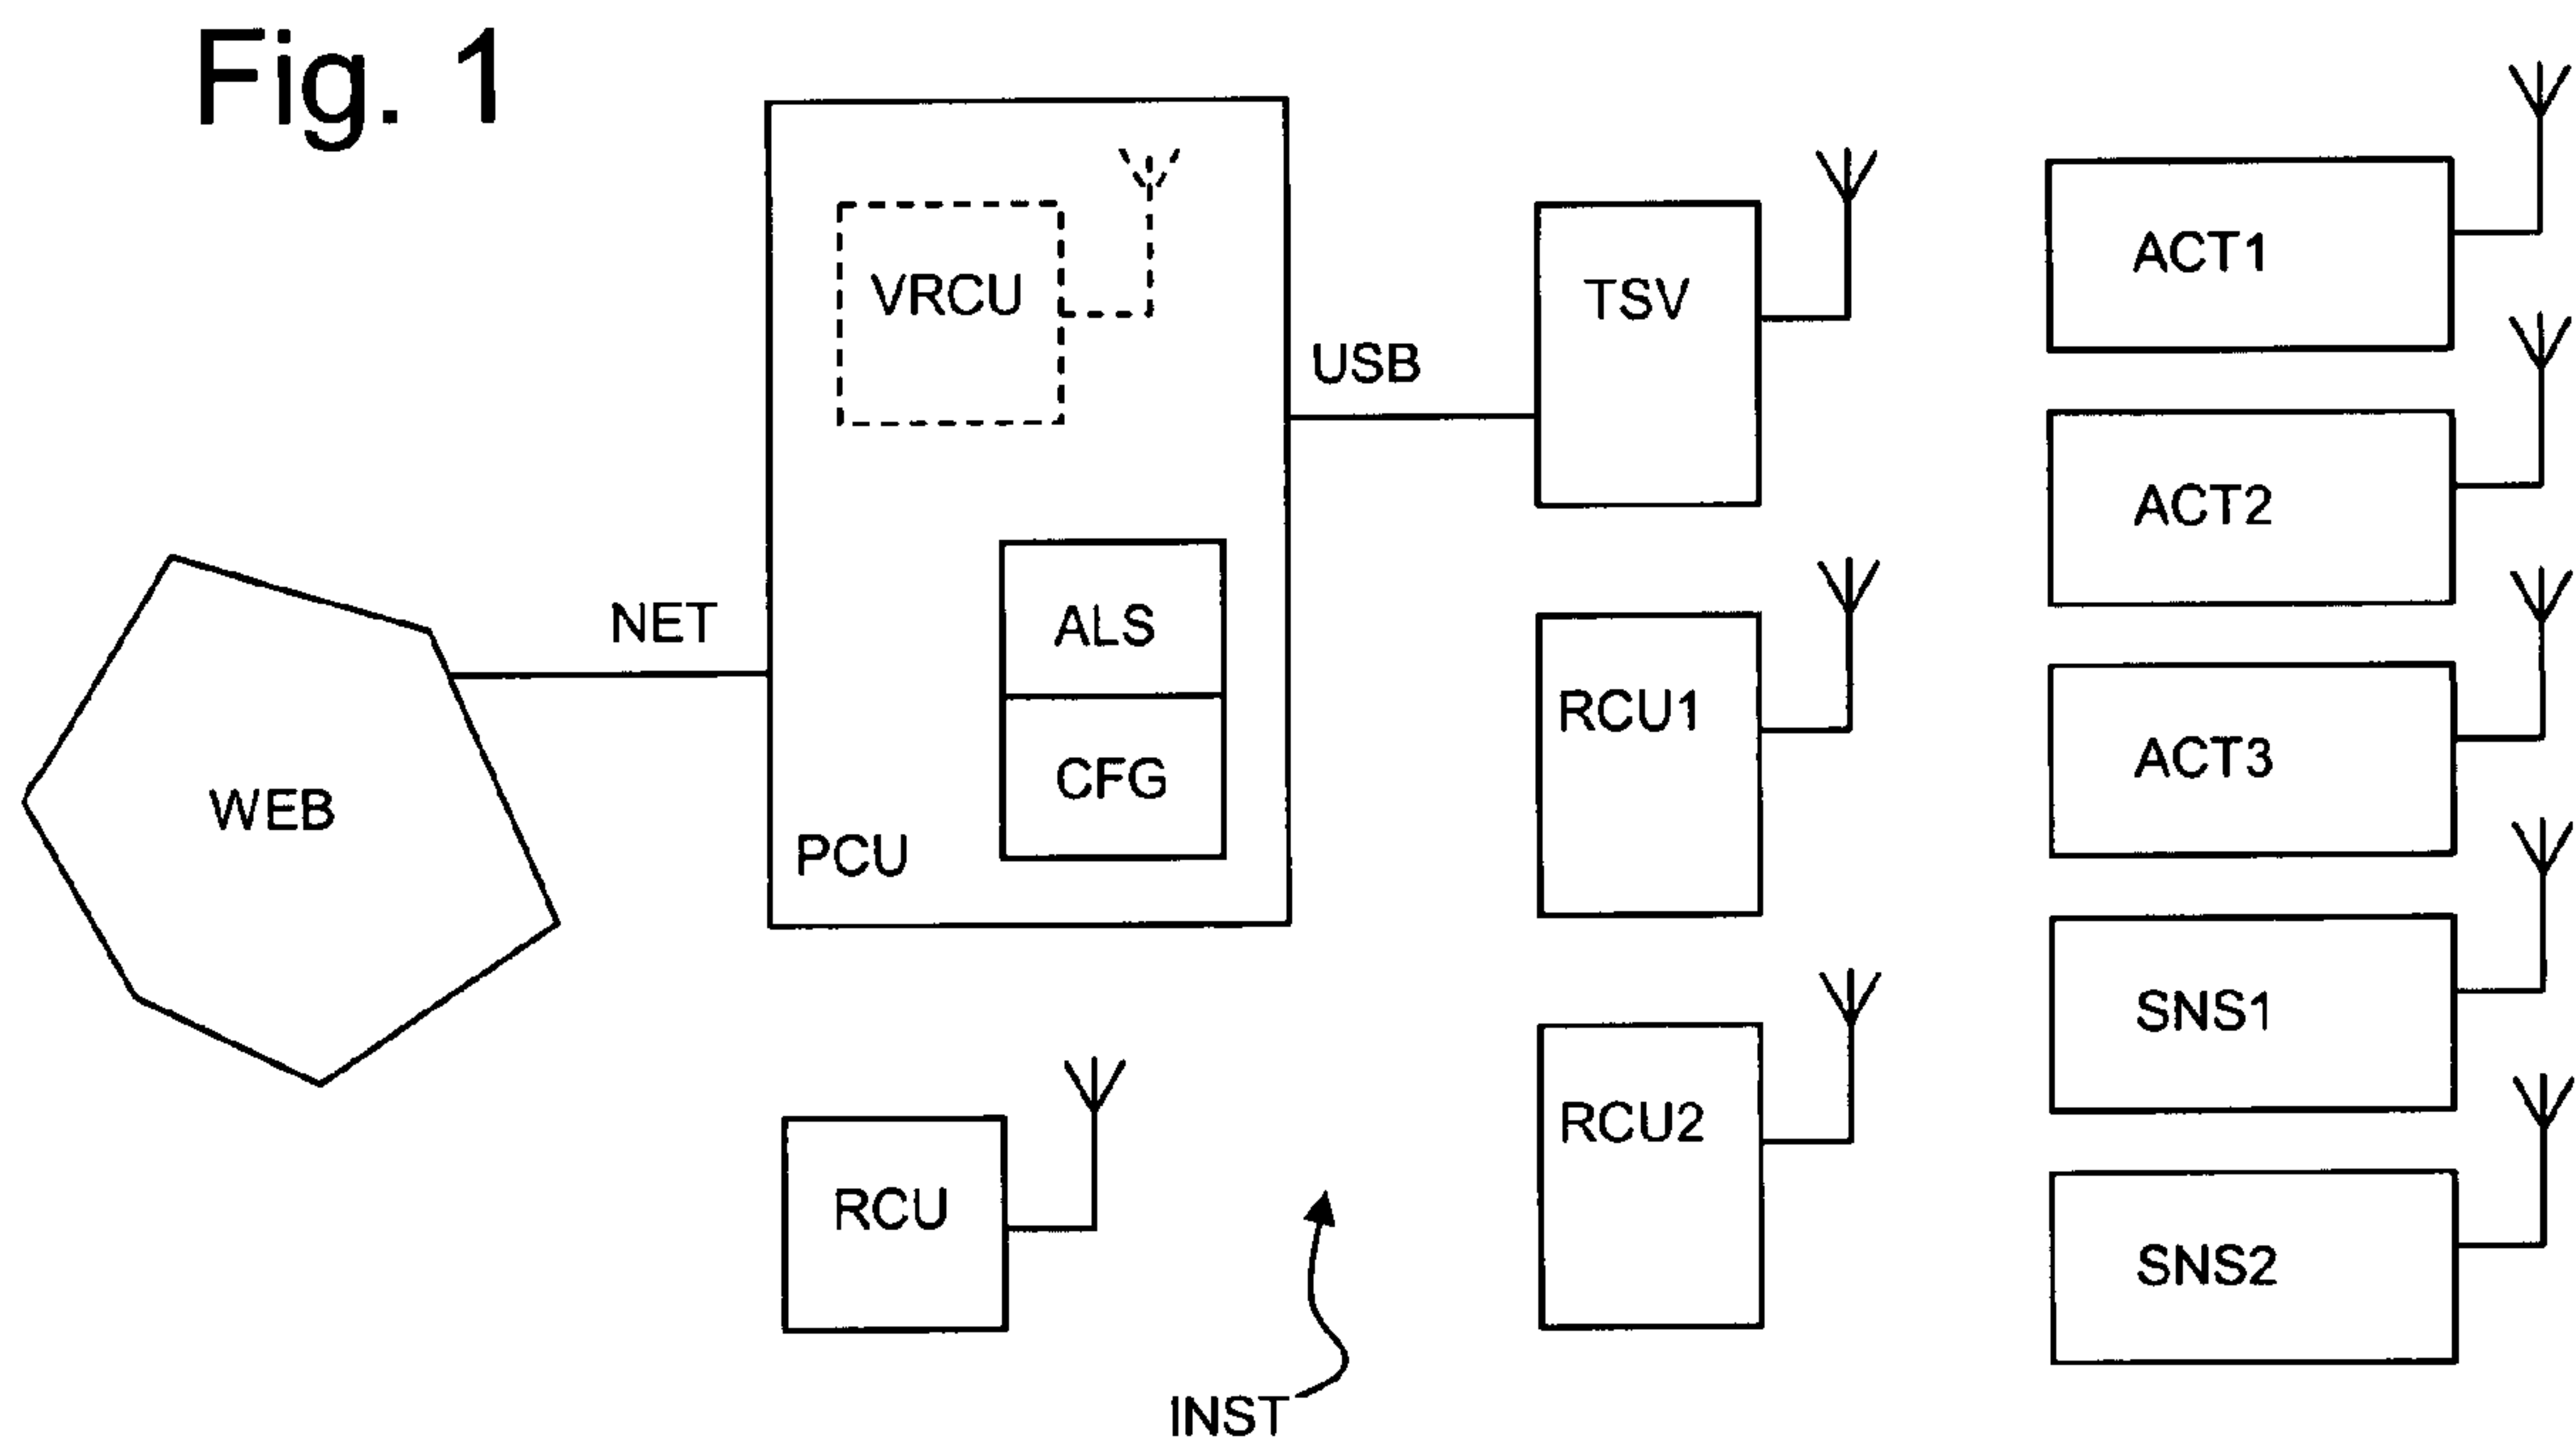 Fig. 1
VRCU
TSV
ACT1
USB
ACT2
NET
ALS
RCU1
ACT3
CFG
WEB
PCU
SNS1
RCU2
RCU
SNS2
INST